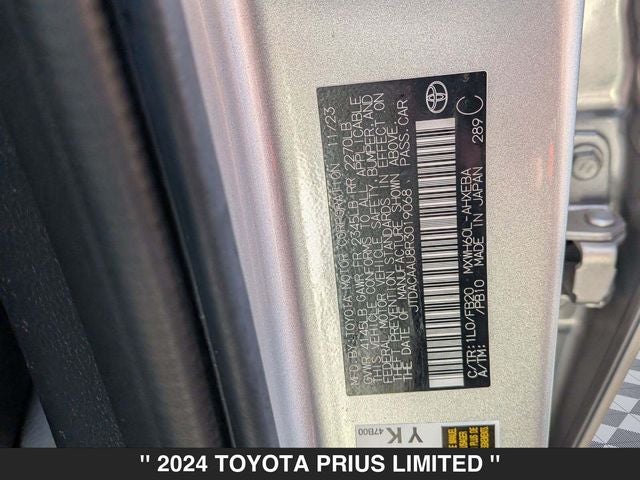 MFD.BY:TOYOTA MOTOR CORPORATION 11/23
GVWR 4145LB GAWR FR 2345LB RR 2270LB
THIS VEHICLE CONFORMS TO ALL APPLICABLE
FEDERAL MOTOR VEHICLE SAFETY,BUMPER,AND
THEFT PREVENTION STANDARDS IN EFFECT ON
THE DATE OF MANUFACTURE SHOWN ABOVE.
JTDACAAU8R3019068 PASS.CAR
C/TR:1L0/FB20 MXWH60L-AHXEBA
A/TM: /PB10 MADE IN JAPAN 289
C
YK
47B00
" 2024 TOYOTA PRIUS LIMITED "